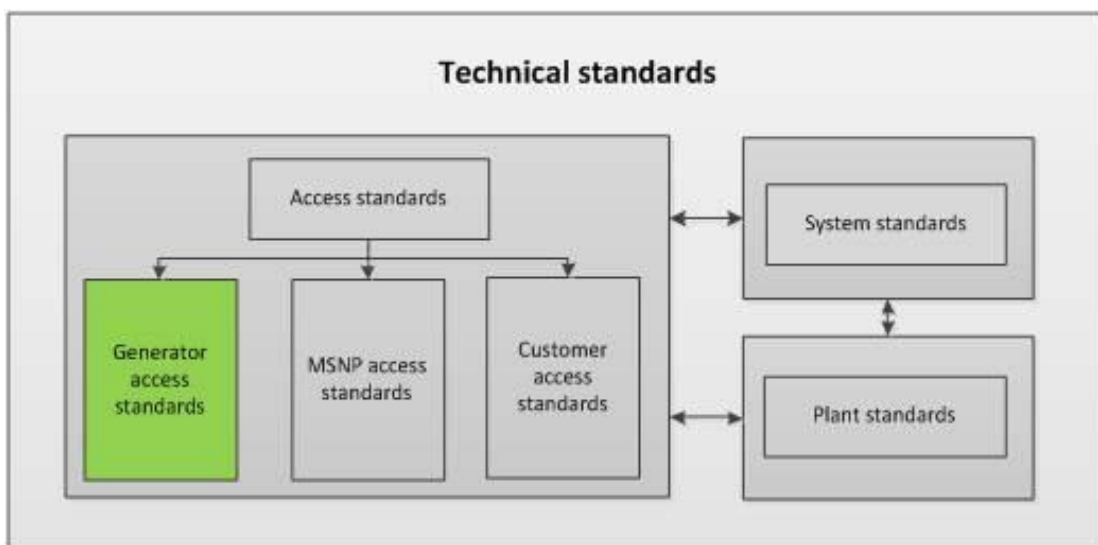 Technical standards
Access standards
System standards
Generator
access
standards
MSNP access
standards
Customer
access
standards
Plant standards